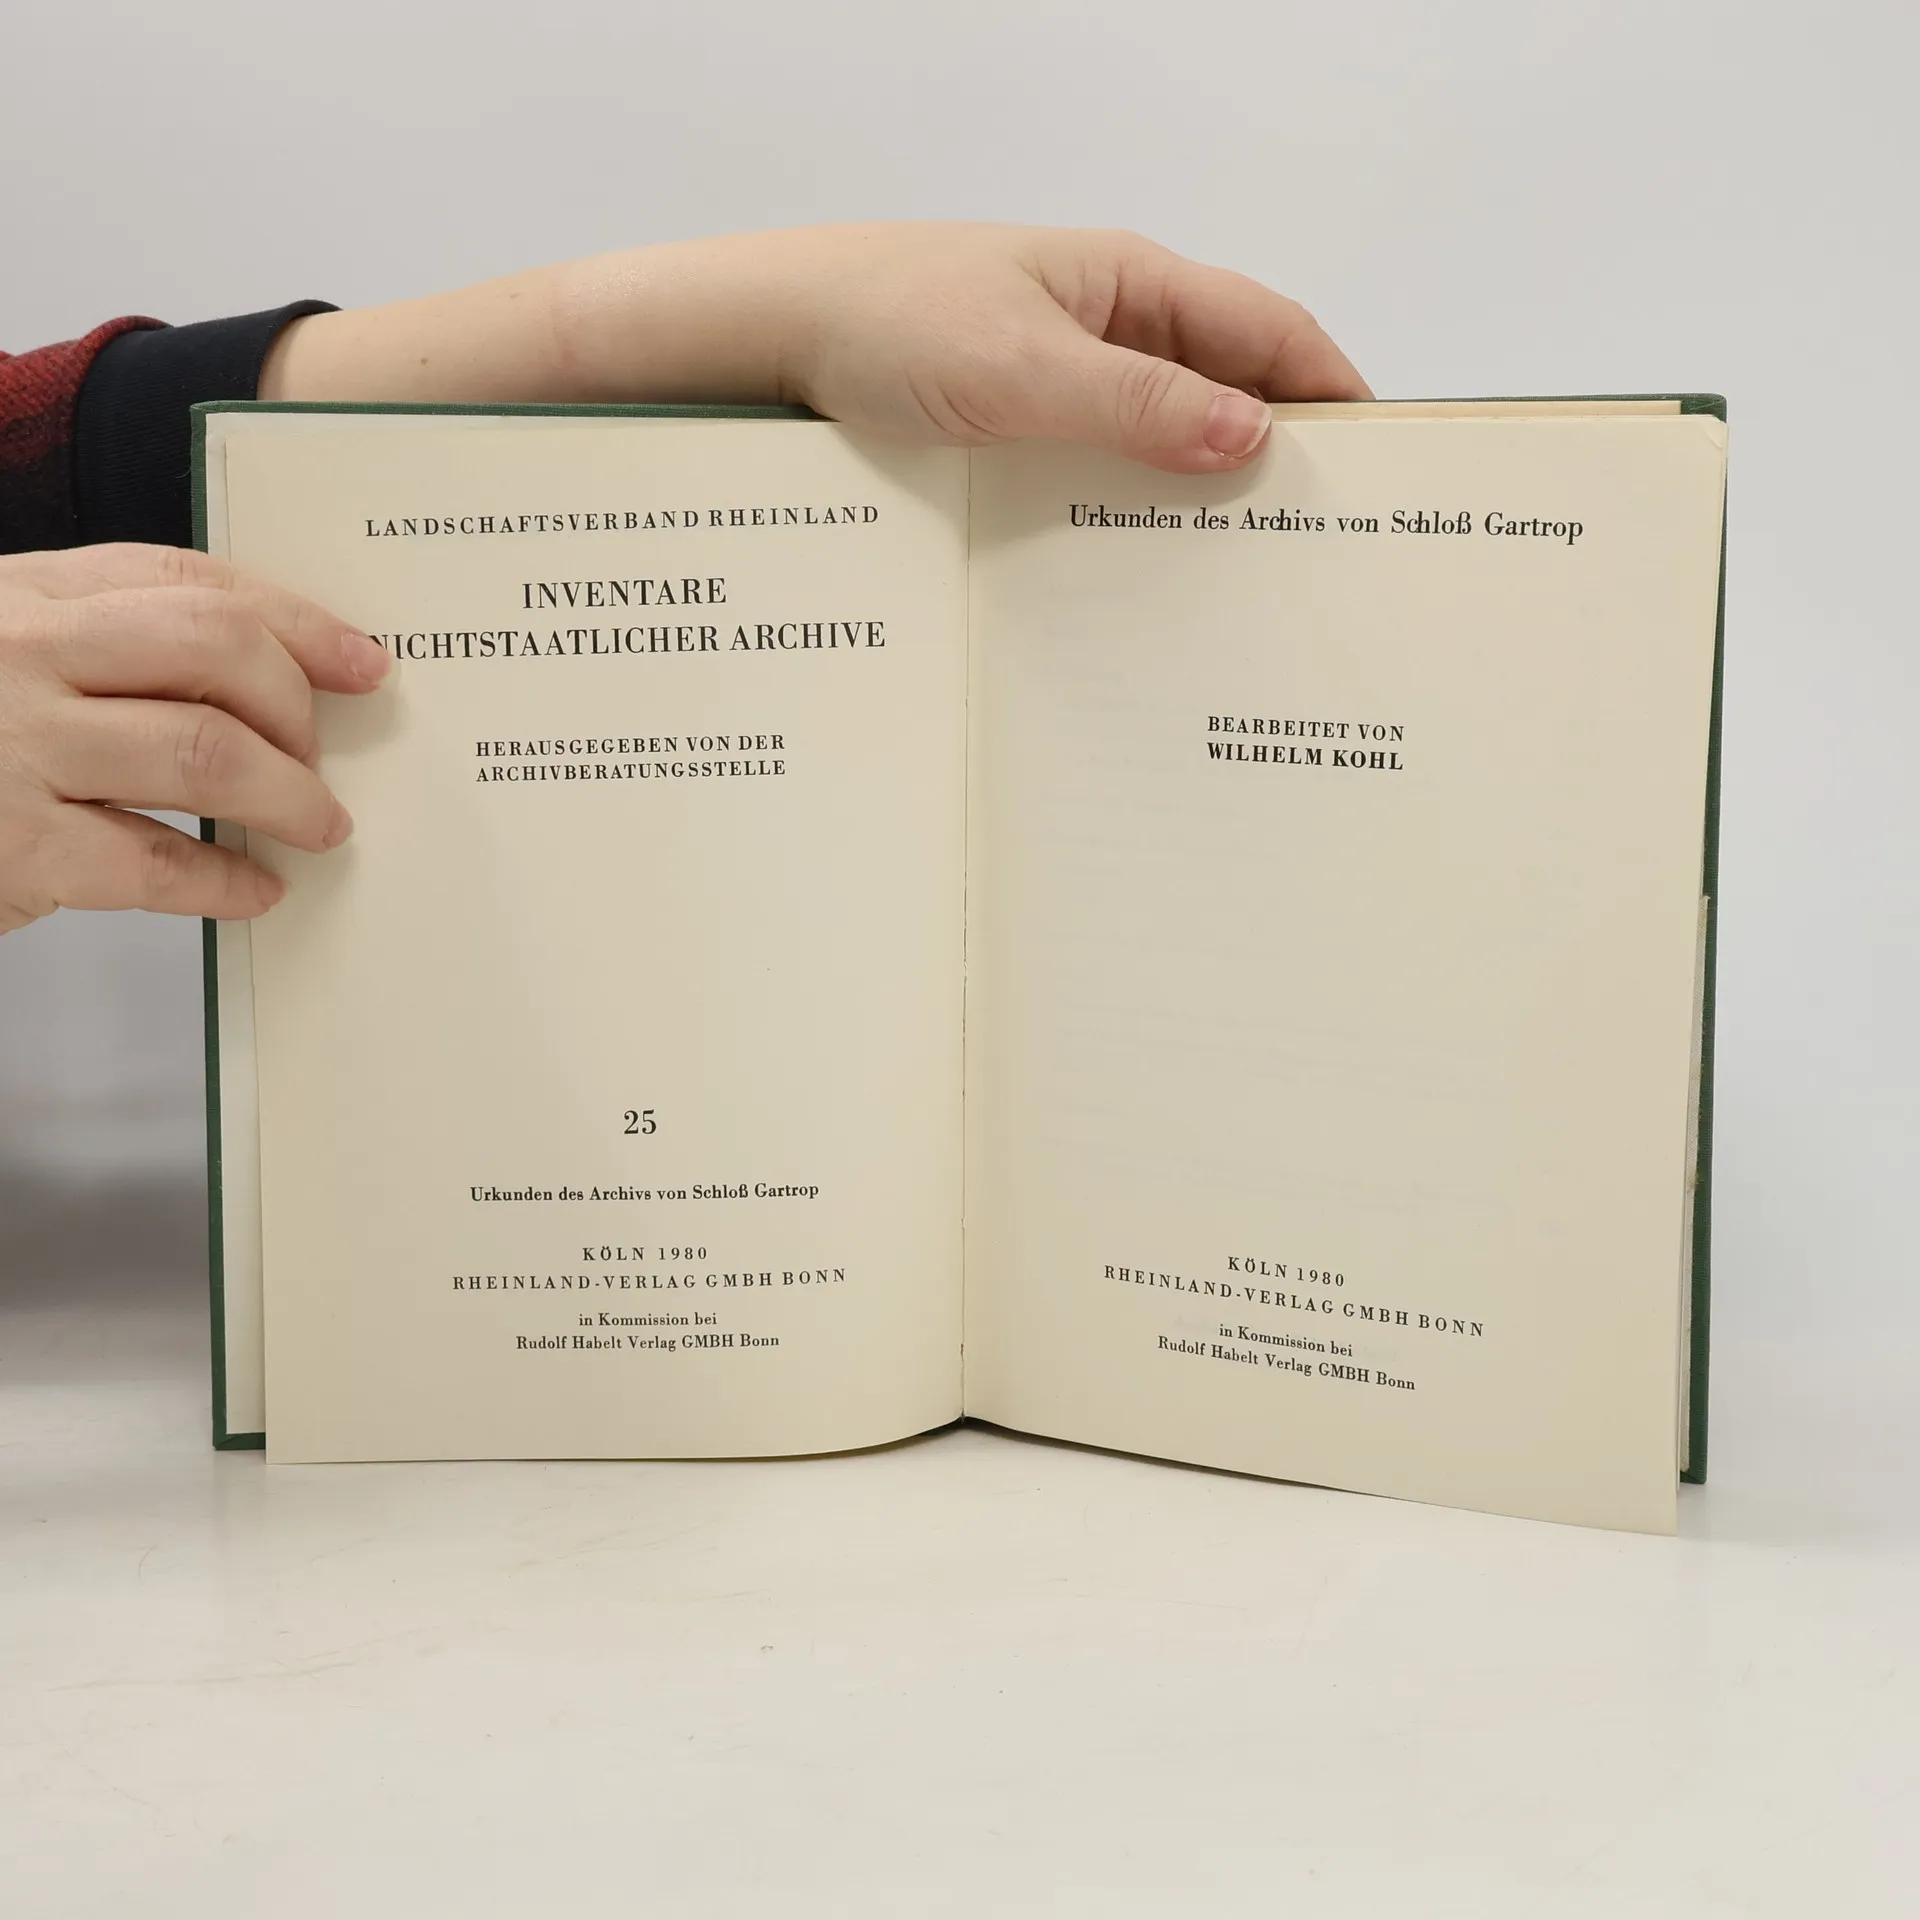 LANDSCHAFTSVERBAND RHEINLAND
INVENTARE
NICHTSTAATLICHER ARCHIVE
HERAUSGEGEBEN VON DER
ARCHIVBERATUNGSSTELLE
25
Urkunden des Archivs von Schloß Gartrop
KÖLN 1980
RHEINLAND-VERLAG GMBH BONN
in Kommission bei
Rudolf Habelt Verlag GMBH Bonn
Urkunden des Archivs von Schloß Gartrop
BEARBEITET VON
WILHELM KOHL
KÖLN 1980
RHEINLAND-VERLAG GMBH BONN
in Kommission bei
Rudolf Habelt Verlag GMBH Bonn